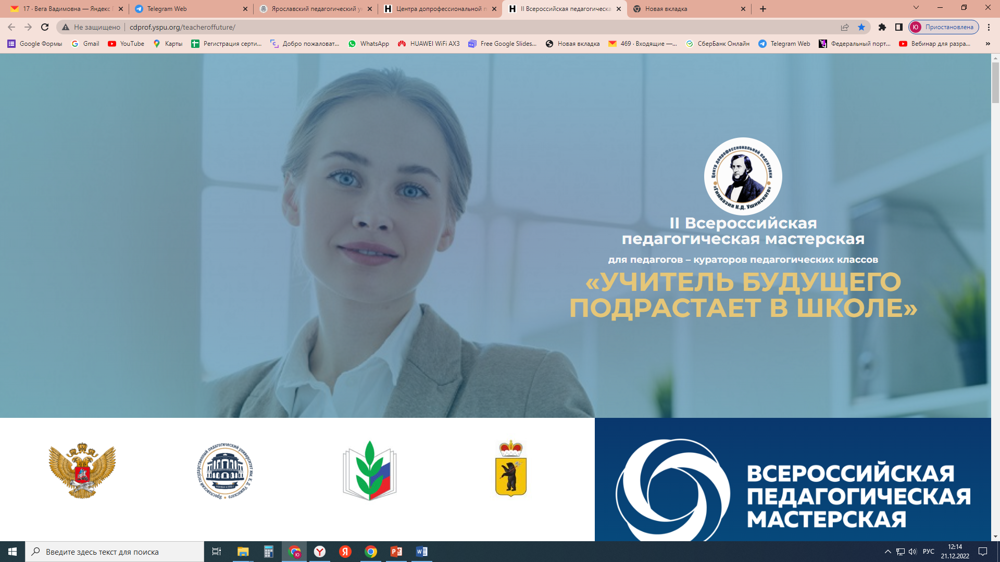 17 · Вега Вадимовна — Яндекс
Telegram Web
Ярославский педагогический
Центра допрофессиональной
II Всероссийская педагогическа
Новая вкладка
Не защищено
cdprof.yspu.org/teacheroffuture/
Ю Приостановлена
Google Формы
Gmail
YouTube
Карты
Регистрация серти...
Добро пожаловат...
WhatsApp
HUAWEI WiFi AX3
Free Google Slides...
Новая вкладка
469 · Входящие —...
СберБанк Онлайн
Telegram Web
Федеральный порт...
Вебинар для разра...
»
Центр допрофессиональной подготовки
«Гимназия К.Д. Ушинского»
II Всероссийская
педагогическая мастерская
для педагогов – кураторов педагогических классов
«УЧИТЕЛЬ БУДУЩЕГО
ПОДРАСТАЕТ В ШКОЛЕ»
Ярославский государственный педагогический университет им. К. Д. Ушинского
ВСЕРОССИЙСКАЯ
ПЕДАГОГИЧЕСКАЯ
МАСТЕРСКАЯ
Введите здесь текст для поиска
РУС
12:14
21.12.2022